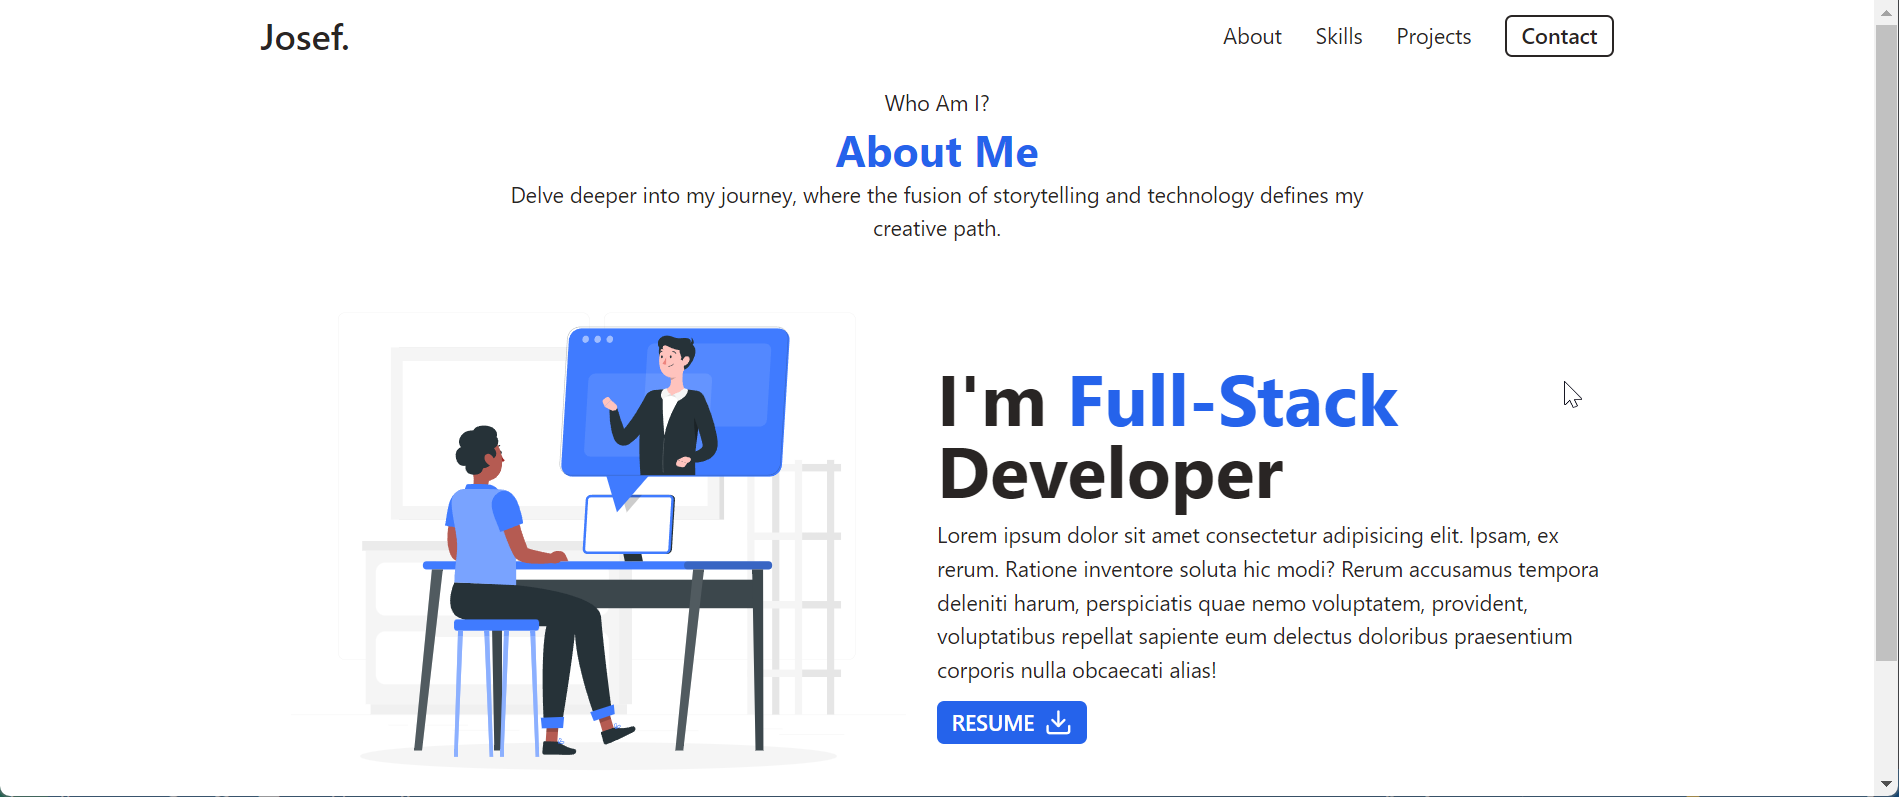 Josef.
About
Skills
Projects
Contact
Who Am I?
About Me
Delve deeper into my journey, where the fusion of storytelling and technology defines my
creative path.
I'm Full-Stack
Developer
Lorem ipsum dolor sit amet consectetur adipisicing elit. Ipsam, ex
rerum. Ratione inventore soluta hic modi? Rerum accusamus tempora
deleniti harum, perspiciatis quae nemo voluptatem, provident,
voluptatibus repellat sapiente eum delectus doloribus praesentium
corporis nulla obcaecati alias!
RESUME